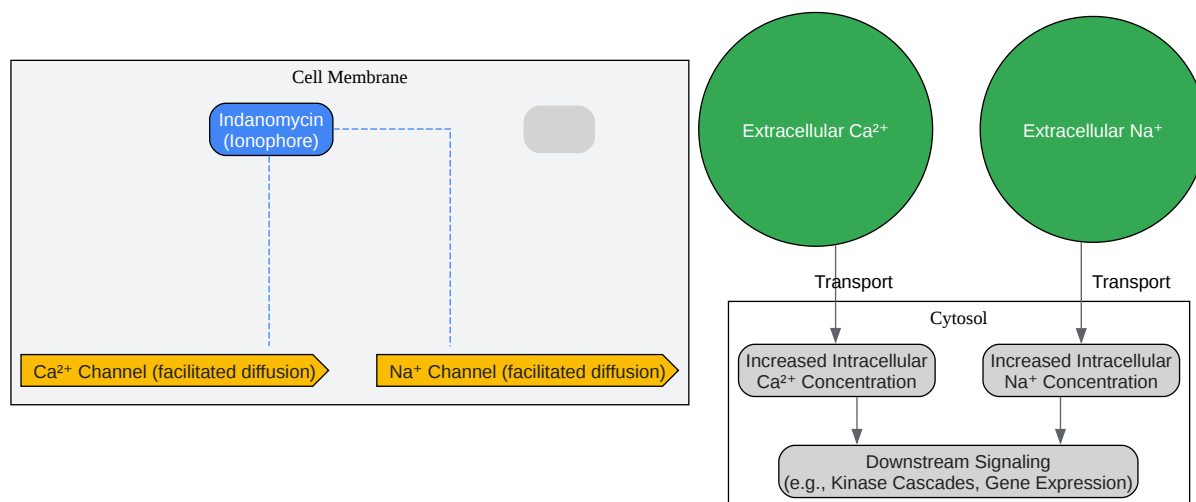 Cell Membrane
Indanomycin
(Ionophore)
Ca²⁺ Channel (facilitated diffusion)
Na⁺ Channel (facilitated diffusion)
Extracellular Ca²⁺
Extracellular Na⁺
Transport
Transport
Cytosol
Increased Intracellular
Ca²⁺ Concentration
Increased Intracellular
Na⁺ Concentration
Downstream Signaling
(e.g., Kinase Cascades, Gene Expression)